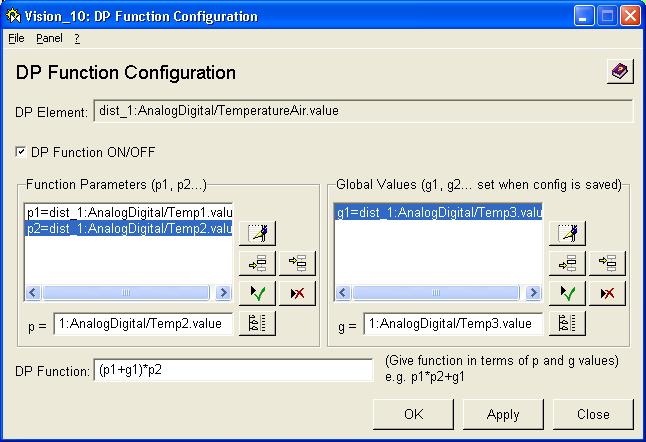 Vision_10: DP Function Configuration
File Panel ?
DP Function Configuration
DP Element: dist_1:AnalogDigital/TemperatureAir.value
DP Function ON/OFF
Function Parameters (p1, p2...)
p1=dist_1:AnalogDigital/Temp1.valu
p2=dist_1:AnalogDigital/Temp2.valu
p = 1:AnalogDigital/Temp2.value
Global Values (g1, g2... set when config is saved)
g1=dist_1:AnalogDigital/Temp3.valu
g = 1:AnalogDigital/Temp3.value
DP Function: (p1+g1)*p2
(Give function in terms of p and g values)
e.g. p1*p2+g1
OK Apply Close